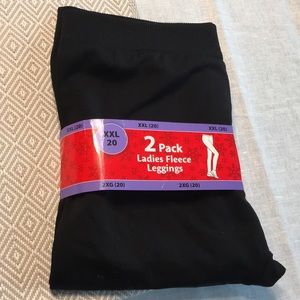 XXL (20)
XXL (20)
XXL
20
2 Pack
Ladies Fleece
Leggings
2XG (20)
2XG (20)